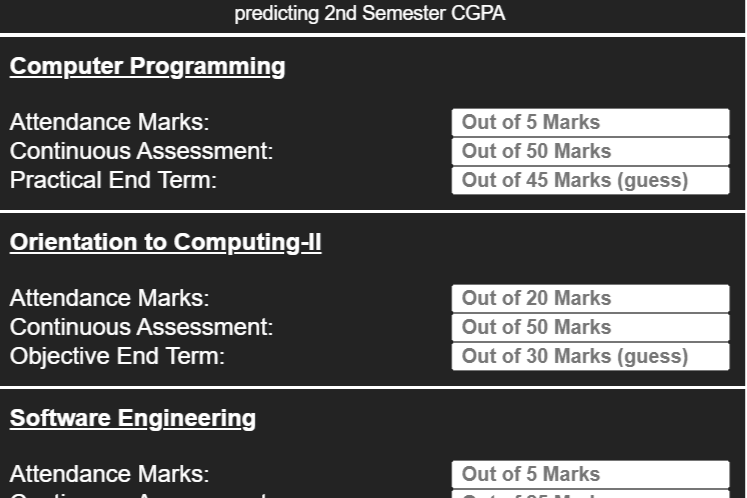 predicting 2nd Semester CGPA
Computer Programming
Attendance Marks: Out of 5 Marks
Continuous Assessment: Out of 50 Marks
Practical End Term: Out of 45 Marks (guess)
Orientation to Computing-II
Attendance Marks: Out of 20 Marks
Continuous Assessment: Out of 50 Marks
Objective End Term: Out of 30 Marks (guess)
Software Engineering
Attendance Marks: Out of 5 Marks